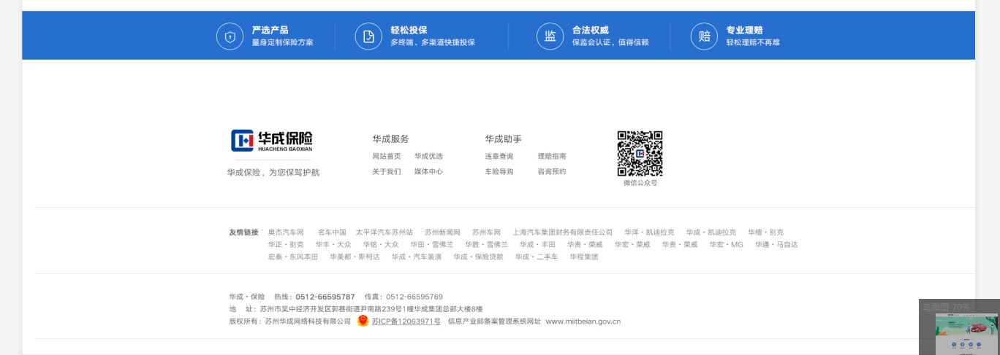 严选产品
量身定制保险方案
轻松投保
多终端、多渠道快捷投保
监
合法权威
保监会认证，值得信赖
赔
专业理赔
轻松理赔不再难
华成保险
HUACHENG BAOXIAN
华成保险，为您保驾护航
华成服务
网站首页 华成优选
关于我们 媒体中心
华成助手
违章查询 理赔指南
车险导购 咨询预约
微信公众号
友情链接 奥杰汽车网 名车中国 太平洋汽车苏州站 苏州新闻网 苏州车网 上海汽车集团财务有限责任公司 华洋・凯迪拉克 华成・凯迪拉克 华楷・别克
华正・别克 华丰・大众 华铭・大众 华田・雪佛兰 华胜・雪佛兰 华成・丰田 华贵・荣威 华宏・荣威 华贵・荣威 华宏・MG 华通・马自达
宏泰・东风本田 华美都・斯柯达 华成・汽车装潢 华成・保险贷款 华成・二手车 华程集团
华成・保险 热线：0512-66595787 传真：0512-66595769
地 址：苏州市吴中经济开发区郭巷街道尹南路239号1幢华成集团总部大楼8楼
版权所有：苏州华成网络科技有限公司 苏ICP备12063971号 信息产业部备案管理系统网址 www.miitbeian.gov.cn
鸟瞰图 70%